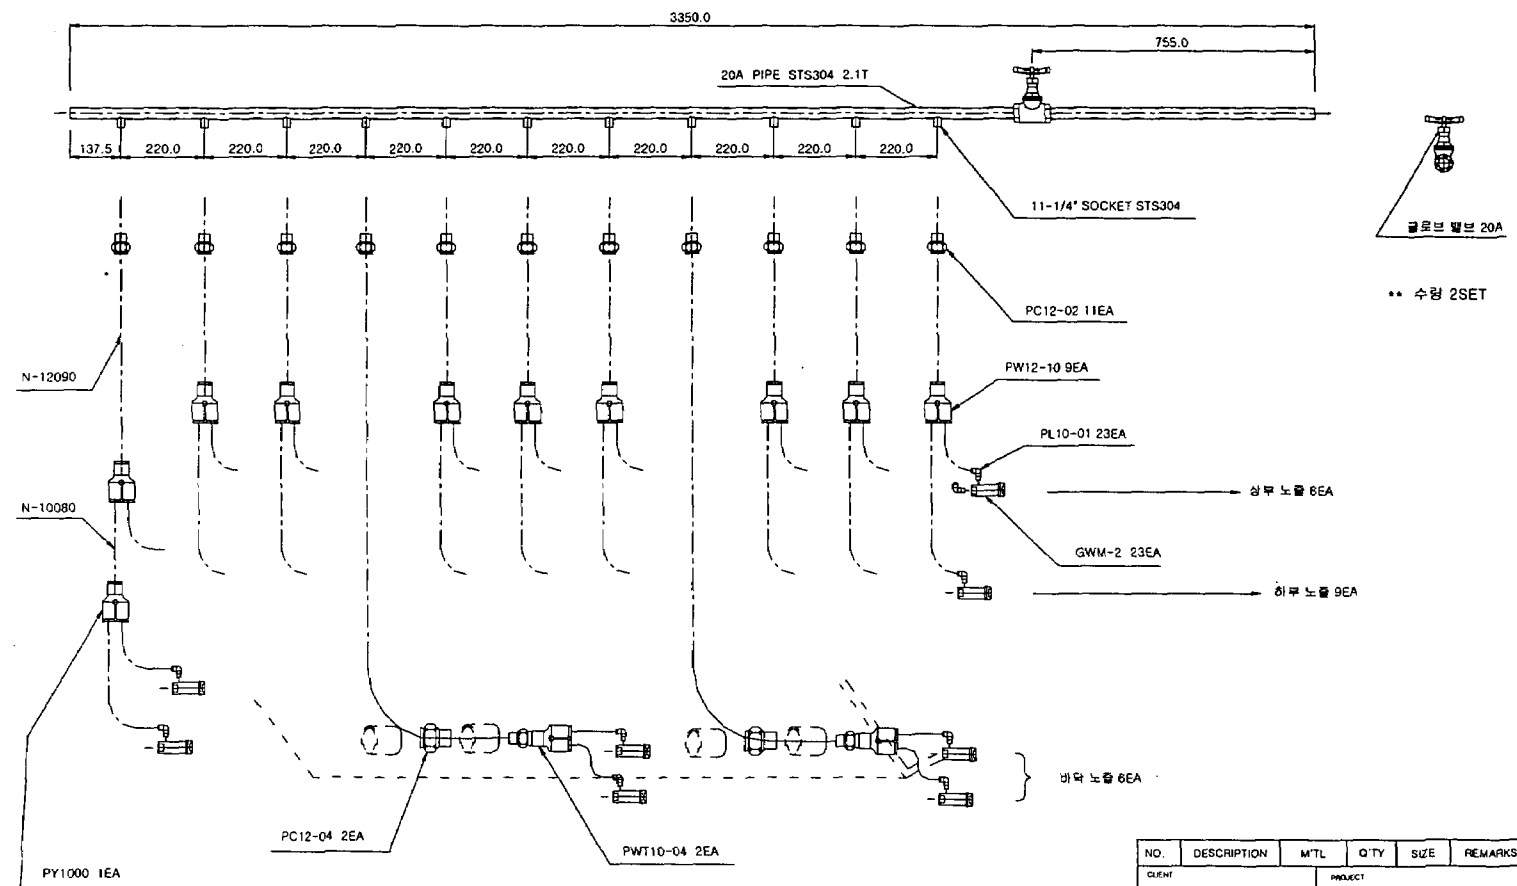 3350.0
755.0
20A PIPE STS304 2.1T
137.5 220.0 220.0 220.0 220.0 220.0 220.0 220.0 220.0 220.0 220.0
11-1/4" SOCKET STS304
글로브 밸브 20A
** 수량 2SET
PC12-02 11EA
N-12090
PW12-10 9EA
PL10-01 23EA
상부 노즐 8EA
N-10080
GWM-2 23EA
하부 노즐 9EA
바닥 노즐 6EA
PC12-04 2EA
PWT10-04 2EA
PY1000 1EA
NO. DESCRIPTION M'TL Q'TY SIZE REMARKS
CLIENT PROJECT